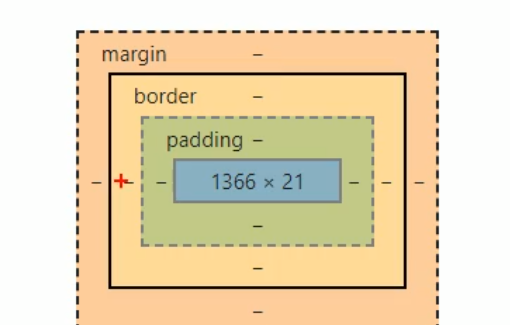 margin –
border –
padding –
– – – 1366 × 21 – – –
–
–
–